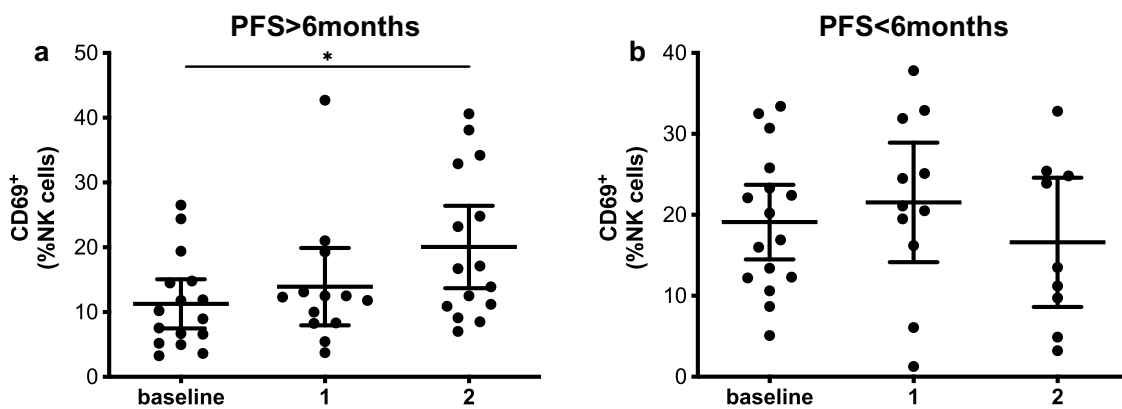 a
PFS>6months
50
40
30
20
10
0
CD69+
(%NK cells)
*
baseline
1
2
b
PFS<6months
40
30
20
10
0
CD69+
(%NK cells)
baseline
1
2